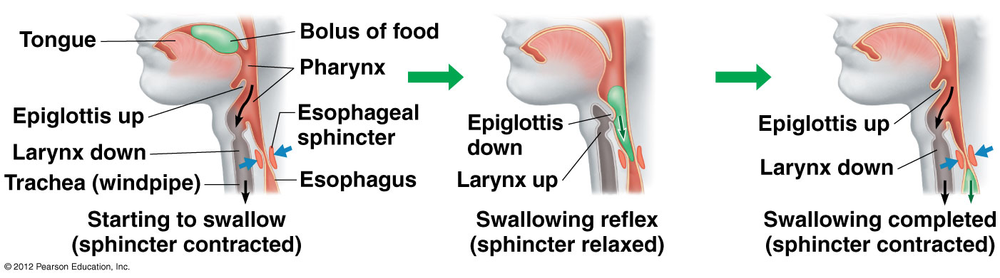 Tongue
Bolus of food
Pharynx
Epiglottis up
Esophageal
sphincter
Larynx down
Trachea (windpipe)
Esophagus
Starting to swallow
(sphincter contracted)
Epiglottis
down
Larynx up
Swallowing reflex
(sphincter relaxed)
Epiglottis up
Larynx down
Swallowing completed
(sphincter contracted)
© 2012 Pearson Education, Inc.